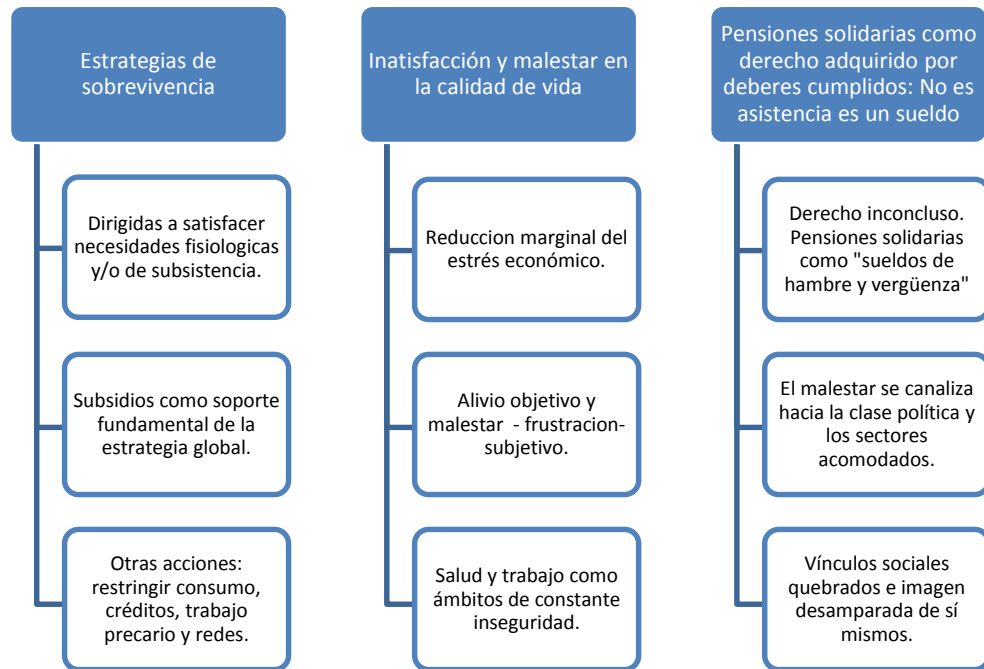 Estrategias de
sobrevivencia
Dirigidas a satisfacer
necesidades fisiologicas
y/o de subsistencia.
Subsidios como soporte
fundamental de la
estrategia global.
Otras acciones:
restringir consumo,
créditos, trabajo
precario y redes.
Inatisfacción y malestar en
la calidad de vida
Reduccion marginal del
estrés económico.
Alivio objetivo y
malestar - frustracion-
subjetivo.
Salud y trabajo como
ámbitos de constante
inseguridad.
Pensiones solidarias como
derecho adquirido por
deberes cumplidos: No es
asistencia es un sueldo
Derecho inconcluso.
Pensiones solidarias
como "sueldos de
hambre y vergüenza"
El malestar se canaliza
hacia la clase política y
los sectores
acomodados.
Vínculos sociales
quebrados e imagen
desamparada de sí
mismos.